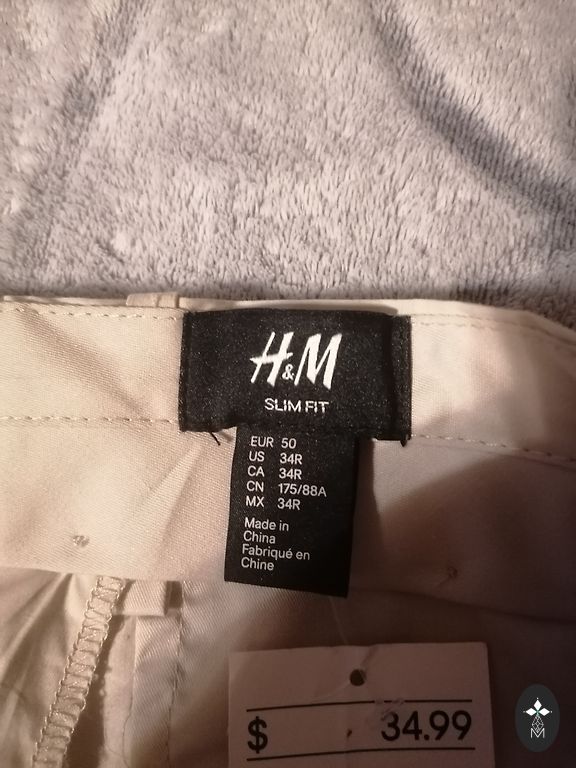 H&M
SLIM FIT
EUR 50
US 34R
CA 34R
CN 175/88A
MX 34R
Made in
China
Fabriqué en
Chine
$ 34.99
M